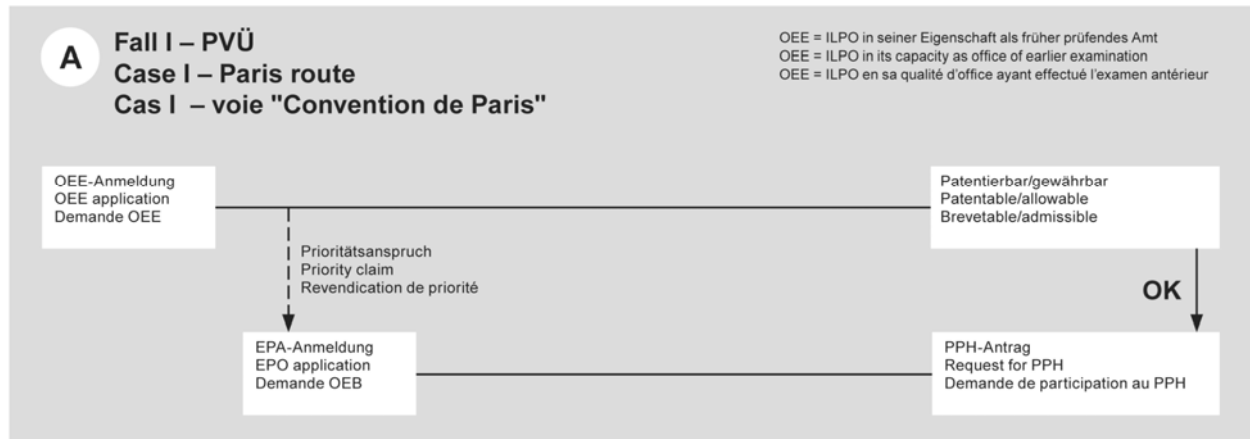 A
Fall I – PVÜ
Case I – Paris route
Cas I – voie "Convention de Paris"
OEE = ILPO in seiner Eigenschaft als früher prüfendes Amt
OEE = ILPO in its capacity as office of earlier examination
OEE = ILPO en sa qualité d'office ayant effectué l'examen antérieur
OEE-Anmeldung
OEE application
Demande OEE
Patentierbar/gewährbar
Patentable/allowable
Brevetable/admissible
Prioritätsanspruch
Priority claim
Revendication de priorité
OK
EPA-Anmeldung
EPO application
Demande OEB
PPH-Antrag
Request for PPH
Demande de participation au PPH